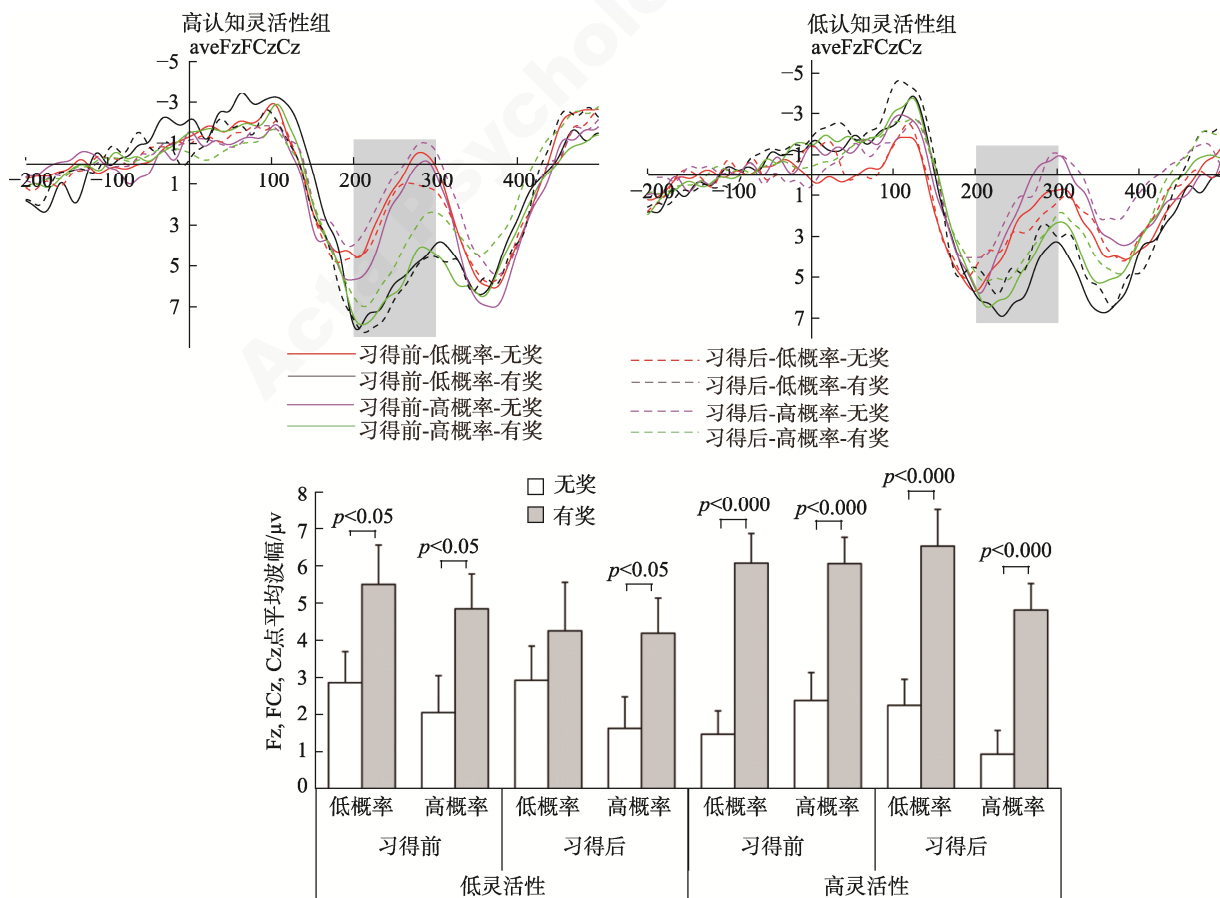 高认知灵活性组
aveFzFCzCz
−5
−3
−1
1
3
5
7
−200
−100
100
200
300
400
低认知灵活性组
aveFzFCzCz
−5
−3
−1
1
3
5
7
−200
−100
100
200
300
400
Acta Psycholo
习得前-低概率-无奖
习得前-低概率-有奖
习得前-高概率-无奖
习得前-高概率-有奖
习得后-低概率-无奖
习得后-低概率-有奖
习得后-高概率-无奖
习得后-高概率-有奖
Fz, FCz, Cz点平均波幅/μv
8
7
6
5
4
3
2
1
0
无奖
有奖
p<0.05
p<0.05
p<0.05
p<0.000
p<0.000
p<0.000
p<0.000
低概率 高概率 低概率 高概率 低概率 高概率 低概率 高概率
习得前 习得后 习得前 习得后
低灵活性 高灵活性